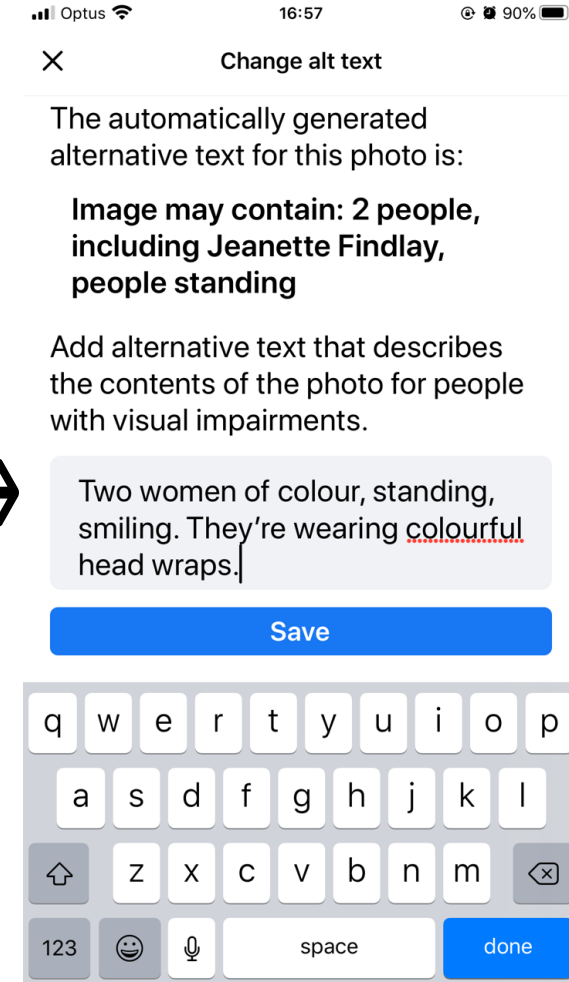 Optus 16:57 90%
Change alt text
The automatically generated
alternative text for this photo is:
Image may contain: 2 people,
including Jeanette Findlay,
people standing
Add alternative text that describes
the contents of the photo for people
with visual impairments.
Two women of colour, standing,
smiling. They’re wearing colourful
head wraps.
Save
q w e r t y u i o p
a s d f g h j k l
z x c v b n m
123 space done